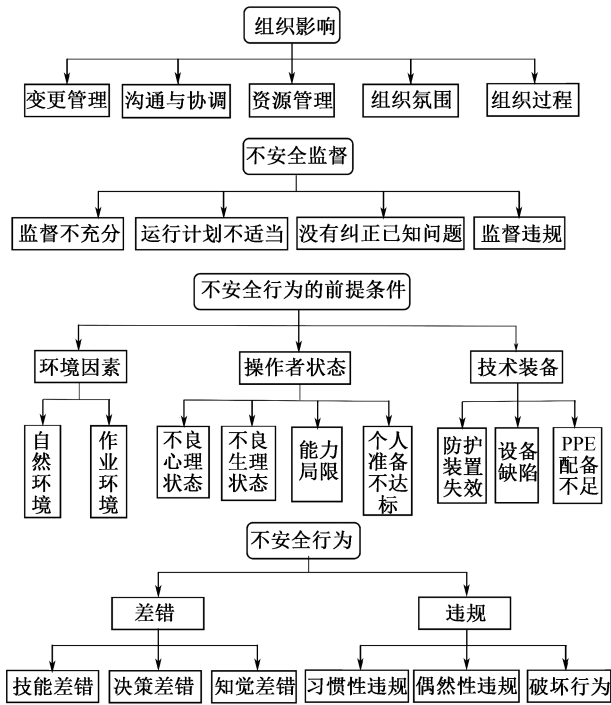 组织影响
变更管理
沟通与协调
资源管理
组织氛围
组织过程
不安全监督
监督不充分
运行计划不适当
没有纠正已知问题
监督违规
不安全行为的前提条件
环境因素
操作者状态
技术装备
自然环境
作业环境
不良
心理
状态
不良
生理
状态
能力
局限
个人
准备
不达
标
防护
装置
失效
设备
缺陷
PPE
配备
不足
不安全行为
差错
违规
技能差错
决策差错
知觉差错
习惯性违规
偶然性违规
破坏行为